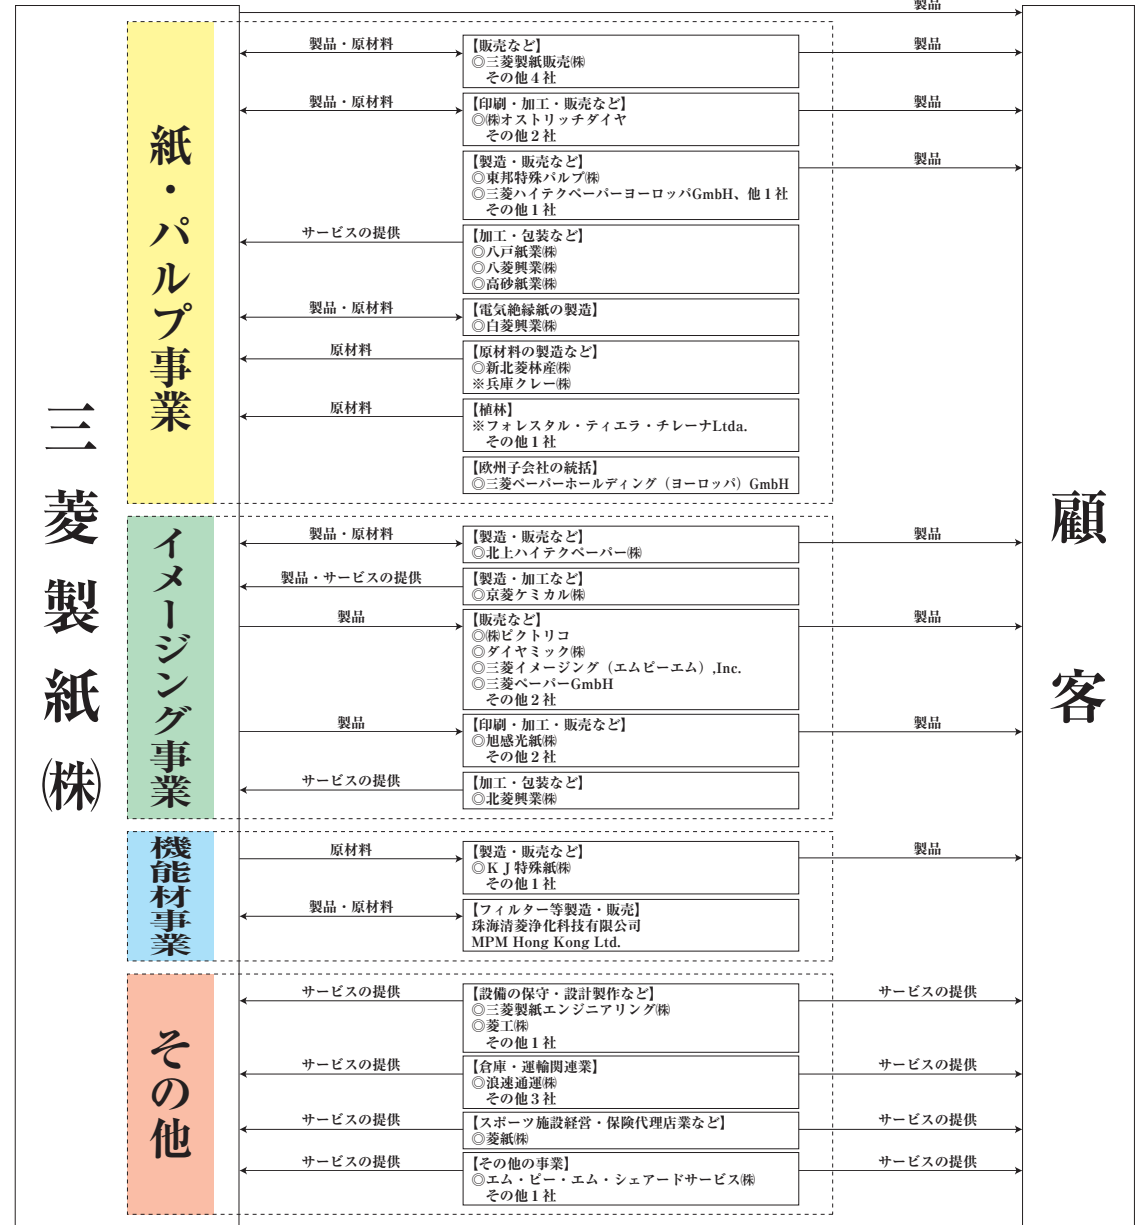 製品
三菱製紙㈱
顧客
紙・パルプ事業
製品・原材料
【販売など】
◎三菱製紙販売㈱
その他4社
製品
製品・原材料
【印刷・加工・販売など】
◎㈱オストリッチダイヤ
その他2社
製品
【製造・販売など】
◎東邦特殊パルプ㈱
◎三菱ハイテクペーパーヨーロッパGmbH、他1社
その他1社
製品
サービスの提供
【加工・包装など】
◎八戸紙業㈱
◎八菱興業㈱
◎高砂紙業㈱
製品・原材料
【電気絶縁紙の製造】
◎白菱興業㈱
原材料
【原材料の製造など】
◎新北菱林産㈱
※兵庫クレー㈱
原材料
【植林】
※フォレスタル・ティエラ・チレーナLtda.
その他1社
【欧州子会社の統括】
◎三菱ペーパーホールディング（ヨーロッパ）GmbH
イメージング事業
製品・原材料
【製造・販売など】
◎北上ハイテクペーパー㈱
製品
製品・サービスの提供
【製造・加工など】
◎京菱ケミカル㈱
製品
【販売など】
◎㈱ピクトリコ
◎ダイヤミック㈱
◎三菱イメージング（エムピーエム）,Inc.
◎三菱ペーパーGmbH
その他2社
製品
製品
【印刷・加工・販売など】
◎旭感光紙㈱
その他2社
製品
サービスの提供
【加工・包装など】
◎北菱興業㈱
機能材事業
原材料
【製造・販売など】
◎KJ特殊紙㈱
その他1社
製品
製品・原材料
【フィルター等製造・販売】
珠海清菱浄化科技有限公司
MPM Hong Kong Ltd.
その他
サービスの提供
【設備の保守・設計製作など】
◎三菱製紙エンジニアリング㈱
◎菱工㈱
その他1社
サービスの提供
サービスの提供
【倉庫・運輸関連業】
◎浪速通運㈱
その他3社
サービスの提供
サービスの提供
【スポーツ施設経営・保険代理店業など】
◎菱紙㈱
サービスの提供
サービスの提供
【その他の事業】
◎エム・ピー・エム・シェアードサービス㈱
その他1社
サービスの提供